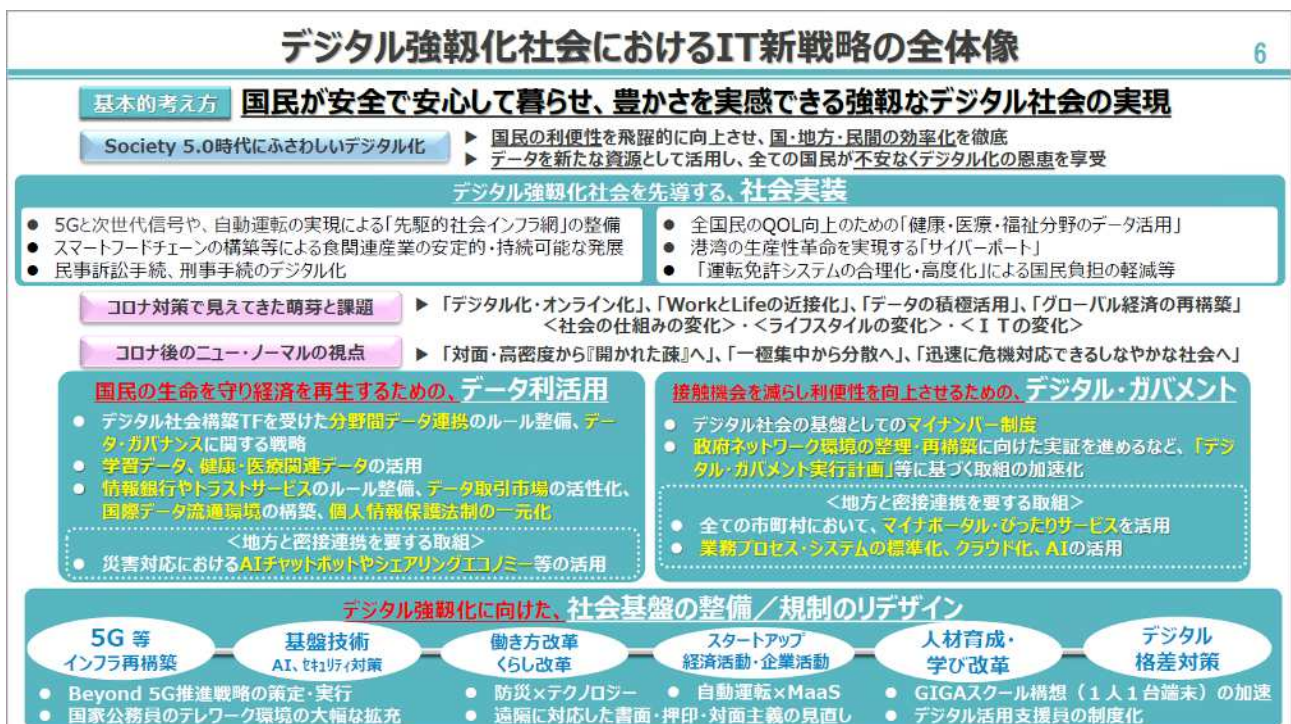 デジタル強靱化社会におけるIT新戦略の全体像
6
基本的考え方
国民が安全で安心して暮らせ、豊かさを実感できる強靱なデジタル社会の実現
Society 5.0時代にふさわしいデジタル化
▶ 国民の利便性を飛躍的に向上させ、国・地方・民間の効率化を徹底
▶ データを新たな資源として活用し、全ての国民が不安なくデジタル化の恩恵を享受
デジタル強靱化社会を先導する、社会実装
● 5Gと次世代信号や、自動運転の実現による「先駆的社会インフラ網」の整備
● スマートフードチェーンの構築等による食関連産業の安定的・持続可能な発展
● 民事訴訟手続、刑事手続のデジタル化
● 全国民のQOL向上のための「健康・医療・福祉分野のデータ活用」
● 港湾の生産性革命を実現する「サイバーポート」
● 「運転免許システムの合理化・高度化」による国民負担の軽減等
コロナ対策で見えてきた萌芽と課題
▶ 「デジタル化・オンライン化」、「WorkとLifeの近接化」、「データの積極活用」、「グローバル経済の再構築」
＜社会の仕組みの変化＞・＜ライフスタイルの変化＞・＜ＩＴの変化＞
コロナ後のニュー・ノーマルの視点
▶ 「対面・高密度から『開かれた疎』へ」、「一極集中から分散へ」、「迅速に危機対応できるしなやかな社会へ」
国民の生命を守り経済を再生するための、データ利活用
● デジタル社会構築TFを受けた分野間データ連携のルール整備、デー
タ・ガバナンスに関する戦略
● 学習データ、健康・医療関連データの活用
● 情報銀行やトラストサービスのルール整備、データ取引市場の活性化、
国際データ流通環境の構築、個人情報保護法制の一元化
＜地方と密接連携を要する取組＞
● 災害対応におけるAIチャットボットやシェアリングエコノミー等の活用
接触機会を減らし利便性を向上させるための、デジタル・ガバメント
● デジタル社会の基盤としてのマイナンバー制度
● 政府ネットワーク環境の整理・再構築に向けた実証を進めるなど、「デジ
タル・ガバメント実行計画」等に基づく取組の加速化
＜地方と密接連携を要する取組＞
● 全ての市町村において、マイナポータル・ぴったりサービスを活用
● 業務プロセス・システムの標準化、クラウド化、AIの活用
デジタル強靱化に向けた、社会基盤の整備／規制のリデザイン
5G 等
インフラ再構築
基盤技術
AI、セキュリティ対策
働き方改革
くらし改革
スタートアップ
経済活動・企業活動
人材育成・
学び改革
デジタル
格差対策
● Beyond 5G推進戦略の策定・実行
● 国家公務員のテレワーク環境の大幅な拡充
● 防災×テクノロジー
● 自動運転×MaaS
● 遠隔に対応した書面・押印・対面主義の見直し
● GIGAスクール構想（１人１台端末）の加速
● デジタル活用支援員の制度化